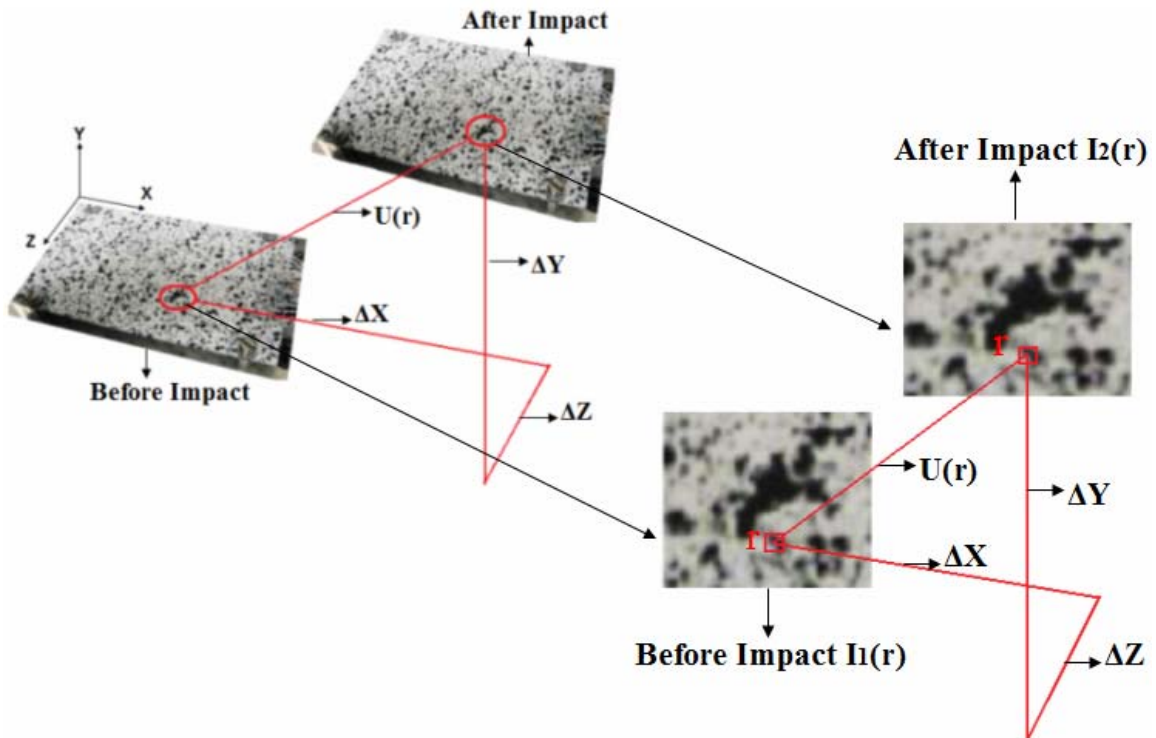 After Impact
Y
X
Z
U(r)
ΔY
ΔX
Before Impact
ΔZ
After Impact I2(r)
r
U(r)
ΔY
r
ΔX
Before Impact I1(r)
ΔZ